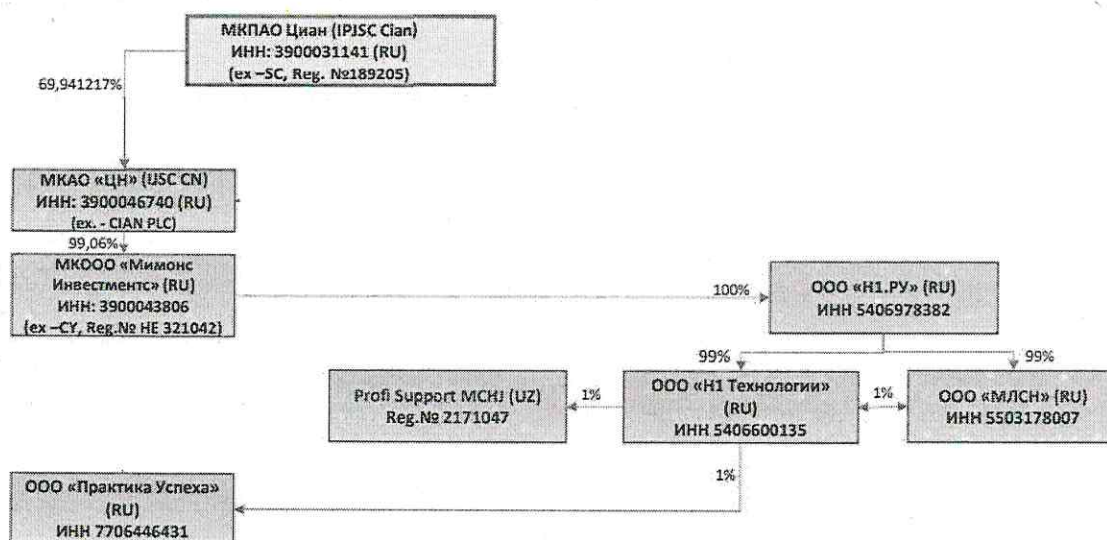 МКПАО Циан (IPJSC Cian)
ИНН: 3900031141 (RU)
(ex –SC, Reg. №189205)
69,941217%
МКАО «ЦН» (IJSC CN)
ИНН: 3900046740 (RU)
(ex. - CIAN PLC)
99,06%
МКООО «Мимонс
Инвестментс» (RU)
ИНН: 3900043806
(ex –CY, Reg.№ HE 321042)
100%
ООО «Н1.РУ» (RU)
ИНН 5406978382
99%
99%
Profi Support MCHJ (UZ)
Reg.№ 2171047
1%
ООО «Н1 Технологии»
(RU)
ИНН 5406600135
1%
ООО «МЛСН» (RU)
ИНН 5503178007
1%
ООО «Практика Успеха»
(RU)
ИНН 7706446431